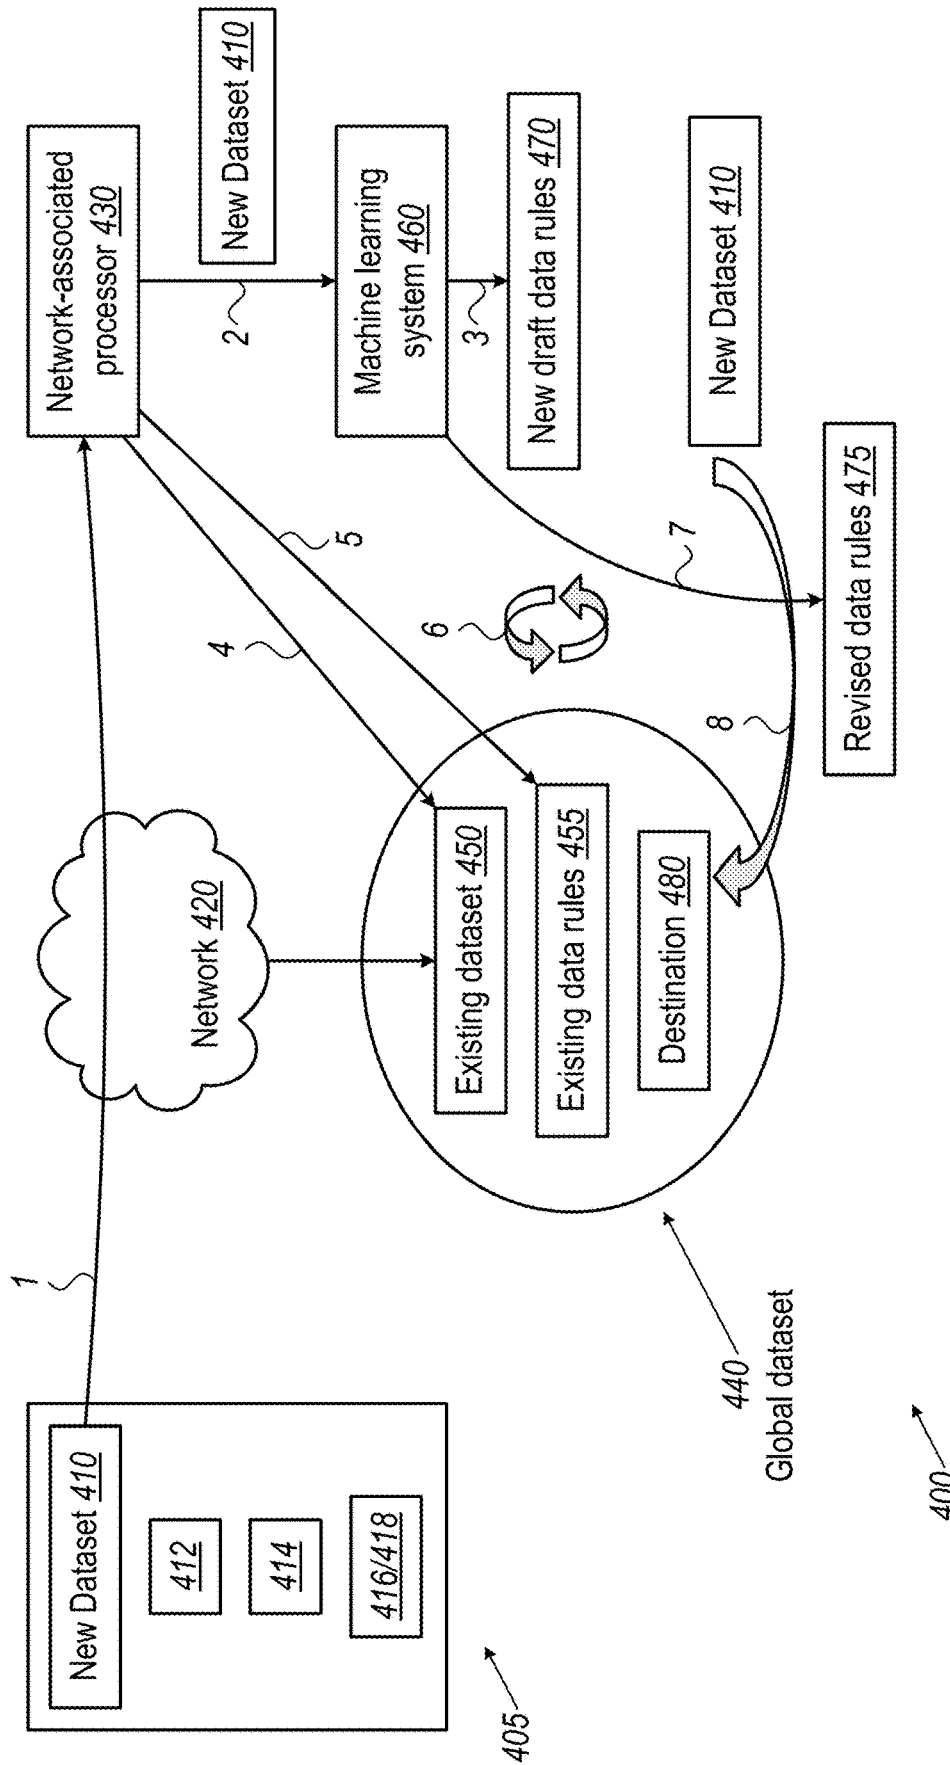 New Dataset 410
412
414
416/418
405
1
Network 420
Network-associated
processor 430
2
New Dataset 410
Machine learning
system 460
3
New draft data rules 470
4
5
6
7
8
Existing dataset 450
Existing data rules 455
Destination 480
440
Global dataset
New Dataset 410
Revised data rules 475
400